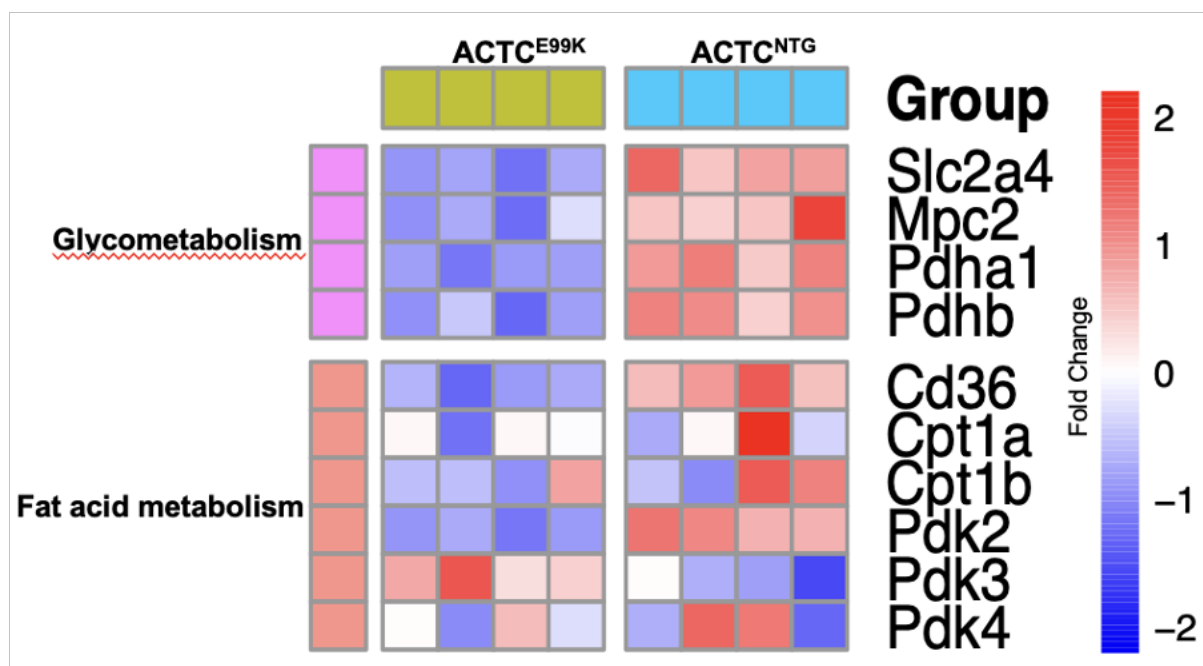 ACTCE99K ACTCNTG
Group
Slc2a4
Mpc2
Glycometabolism
Pdha1
Pdhb
Cd36
Cpt1a
Cpt1b
Fat acid metabolism
Pdk2
Pdk3
Pdk4
2
1
0
−1
−2
Fold Change